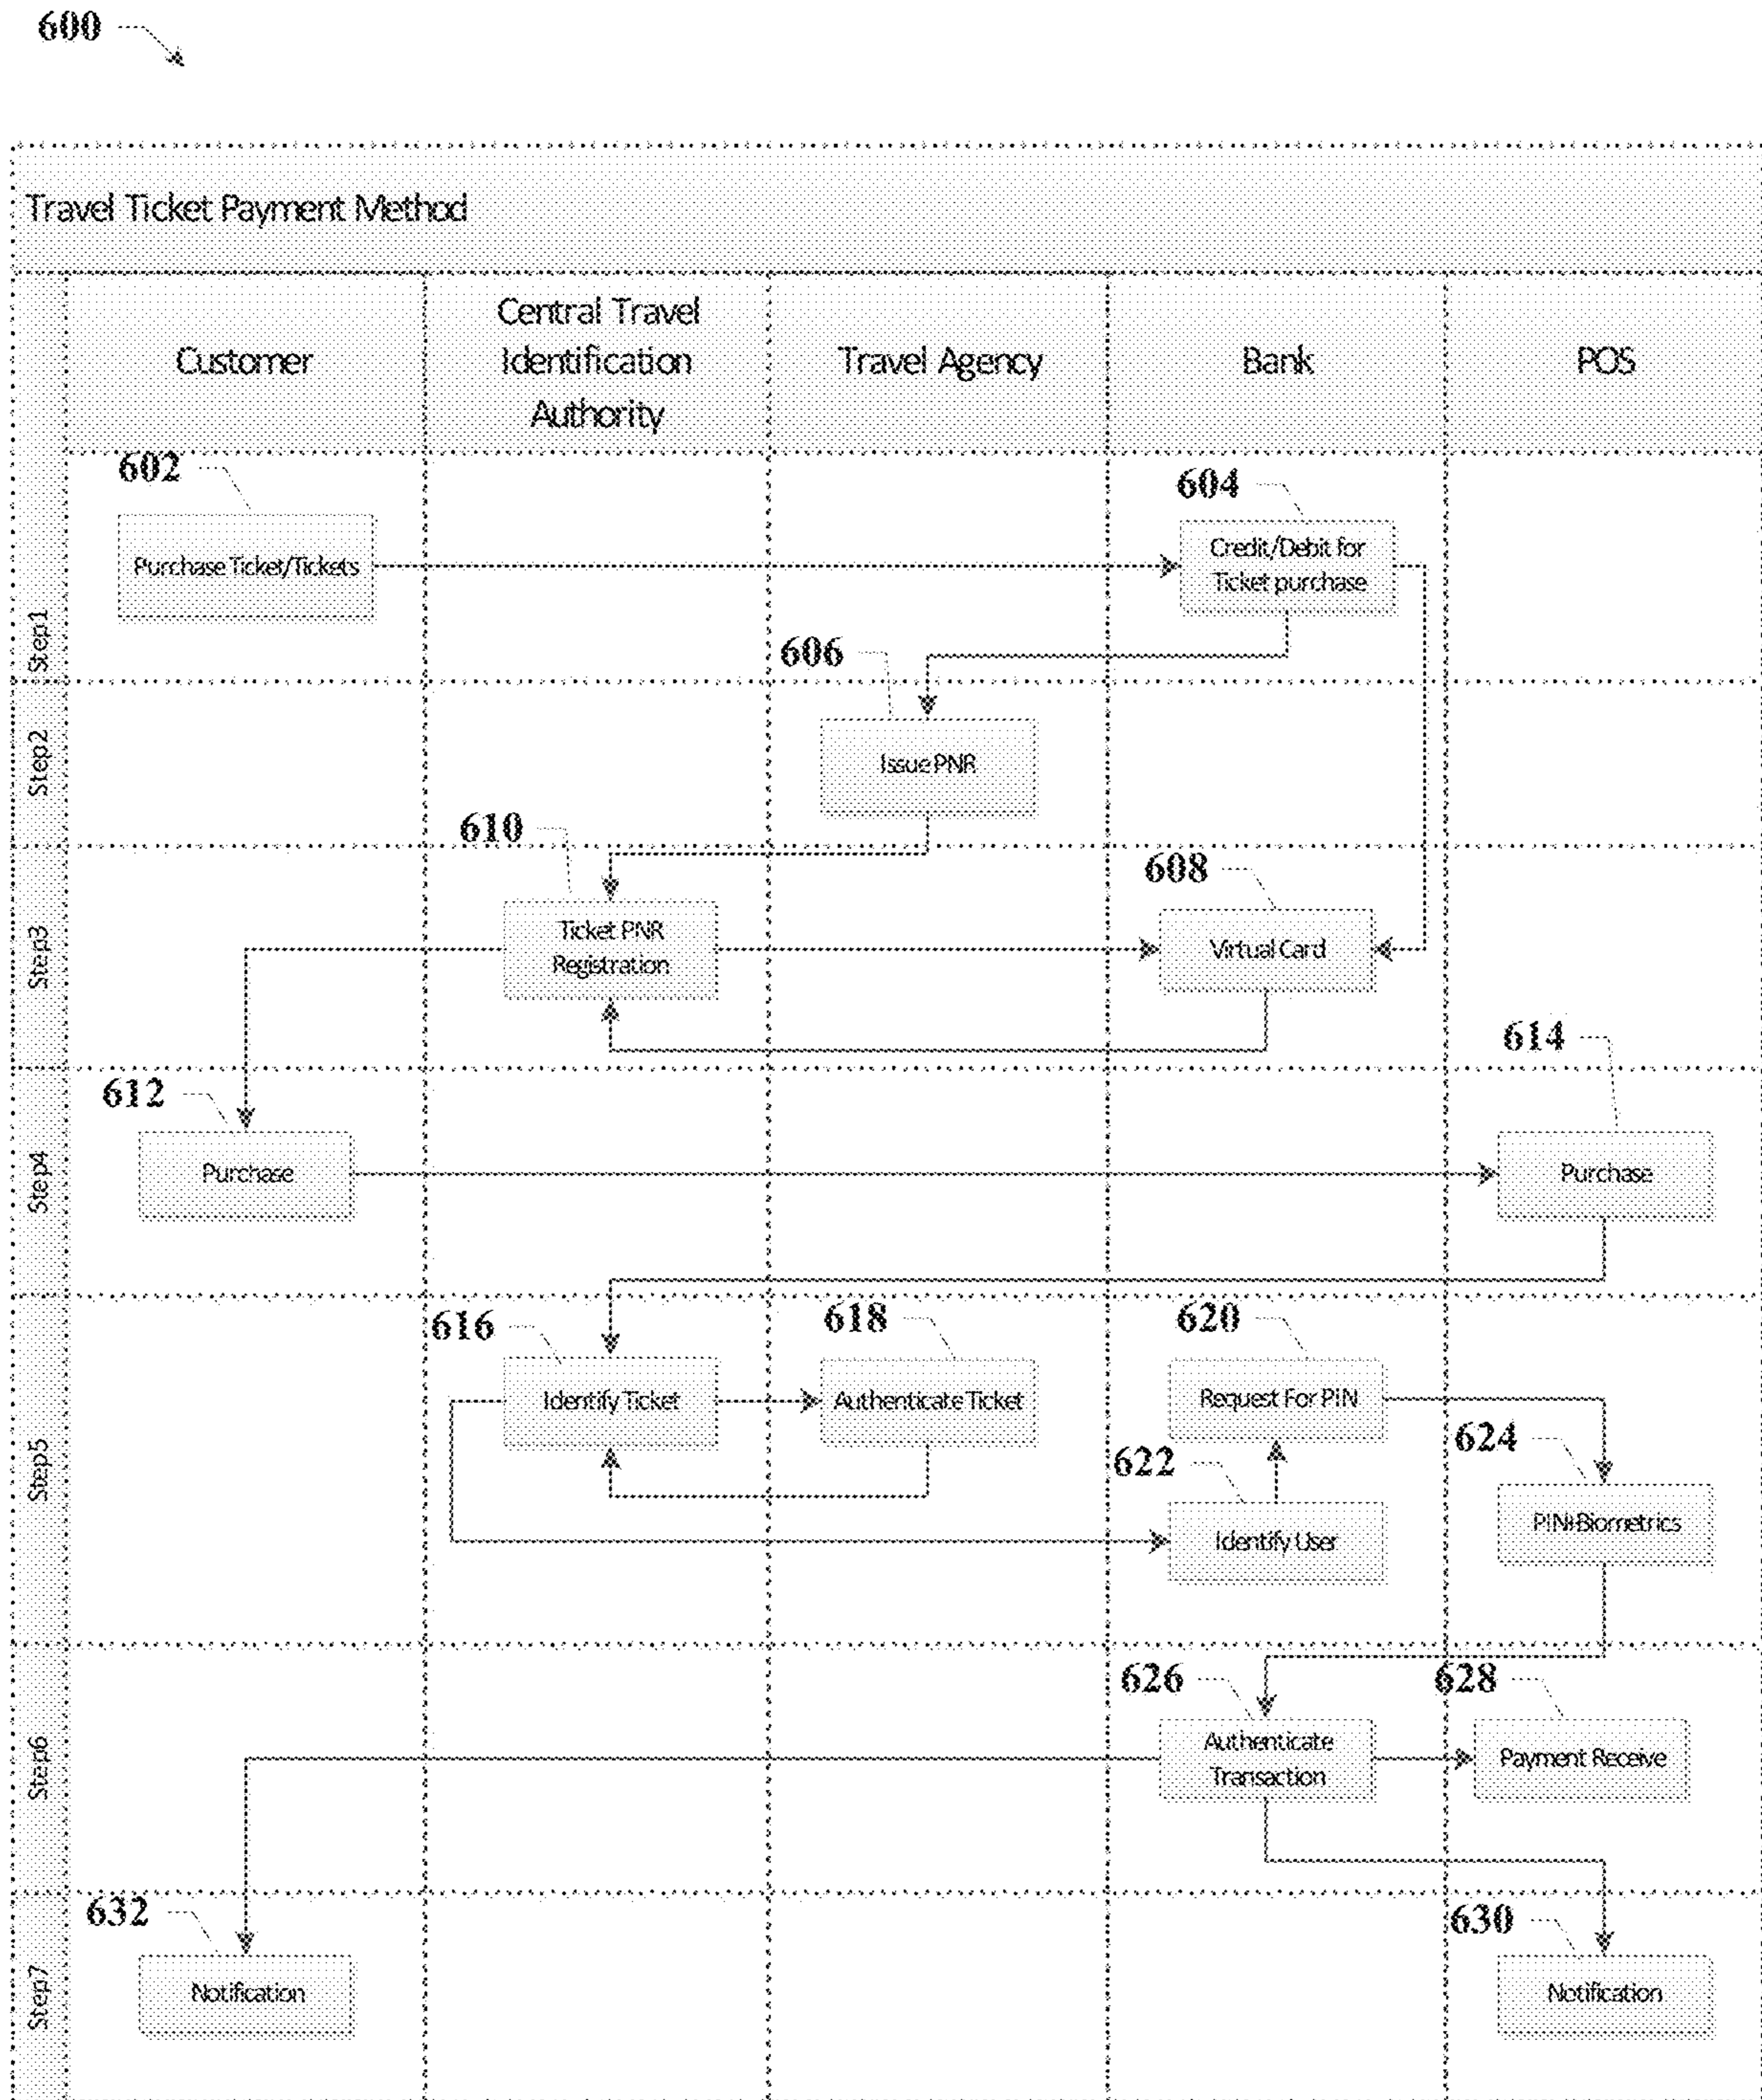 600
Travel Ticket Payment Method
Customer
Central Travel
Identification
Authority
Travel Agency
Bank
POS
Step1
602
Purchase Ticket/Tickets
604
Credit/Debit for
Ticket purchase
606
Step2
Issue PNR
610
Step3
Ticket PNR
Registration
608
Virtual Card
614
Step4
612
Purchase
Purchase
Step5
616
Identify Ticket
618
Authenticate Ticket
620
Request For PIN
622
Identify User
624
PIN+Biometrics
Step6
626
Authenticate
Transaction
628
Payment Receive
Step7
632
Notification
630
Notification